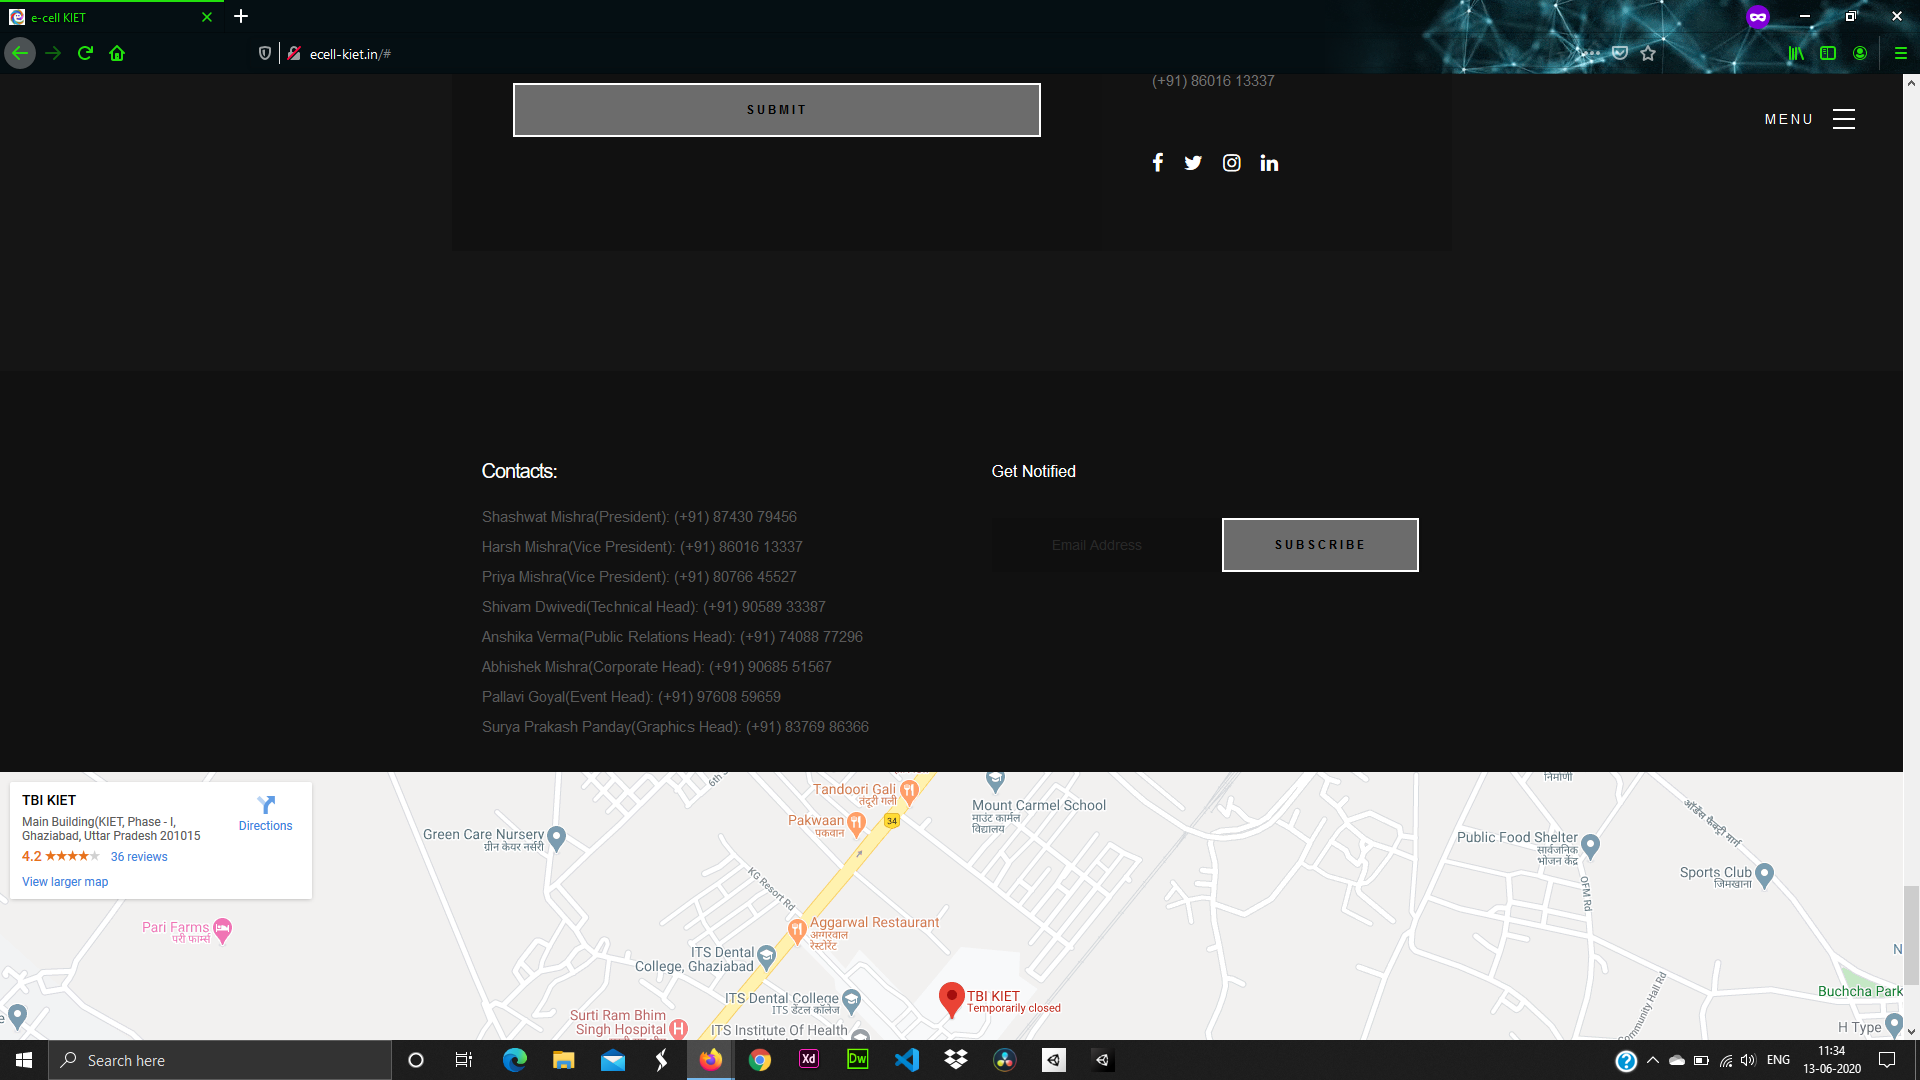 e-cell KIET
ecell-kiet.in/#
(+91) 86016 13337
SUBMIT
MENU
Contacts:
Shashwat Mishra(President): (+91) 87430 79456
Harsh Mishra(Vice President): (+91) 86016 13337
Priya Mishra(Vice President): (+91) 80766 45527
Shivam Dwivedi(Technical Head): (+91) 90589 33387
Anshika Verma(Public Relations Head): (+91) 74088 77296
Abhishek Mishra(Corporate Head): (+91) 90685 51567
Pallavi Goyal(Event Head): (+91) 97608 59659
Surya Prakash Panday(Graphics Head): (+91) 83769 86366
Get Notified
Email Address
SUBSCRIBE
TBI KIET
Main Building(KIET, Phase - I,
Ghaziabad, Uttar Pradesh 201015
4.2
36 reviews
View larger map
Directions
Tandoori Gali
तंदूरी गली
Pakwaan
पकवान
34
Green Care Nursery
ग्रीन केयर नर्सरी
Mount Carmel School
माउंट कार्मल
विद्यालय
निर्माणी
Public Food Shelter
सार्वजनिक
भोजन केंद्र
ऑर्डनेंस फैक्ट्री मार्ग
Sports Club
जिमखाना
OFM Rd
KG Resort Rd
Pari Farms
परी फार्म्स
Aggarwal Restaurant
अग्गरवाल
रेस्टोरेंट
ITS Dental
College, Ghaziabad
ITS Dental College
ITS डेंटल कॉलेज
TBI KIET
Temporarily closed
Surti Ram Bhim
Singh Hospital
ITS Institute Of Health
Community Hall Rd
Buchcha Park
H Type
Search here
Xd
Dw
ENG
11:34
13-06-2020